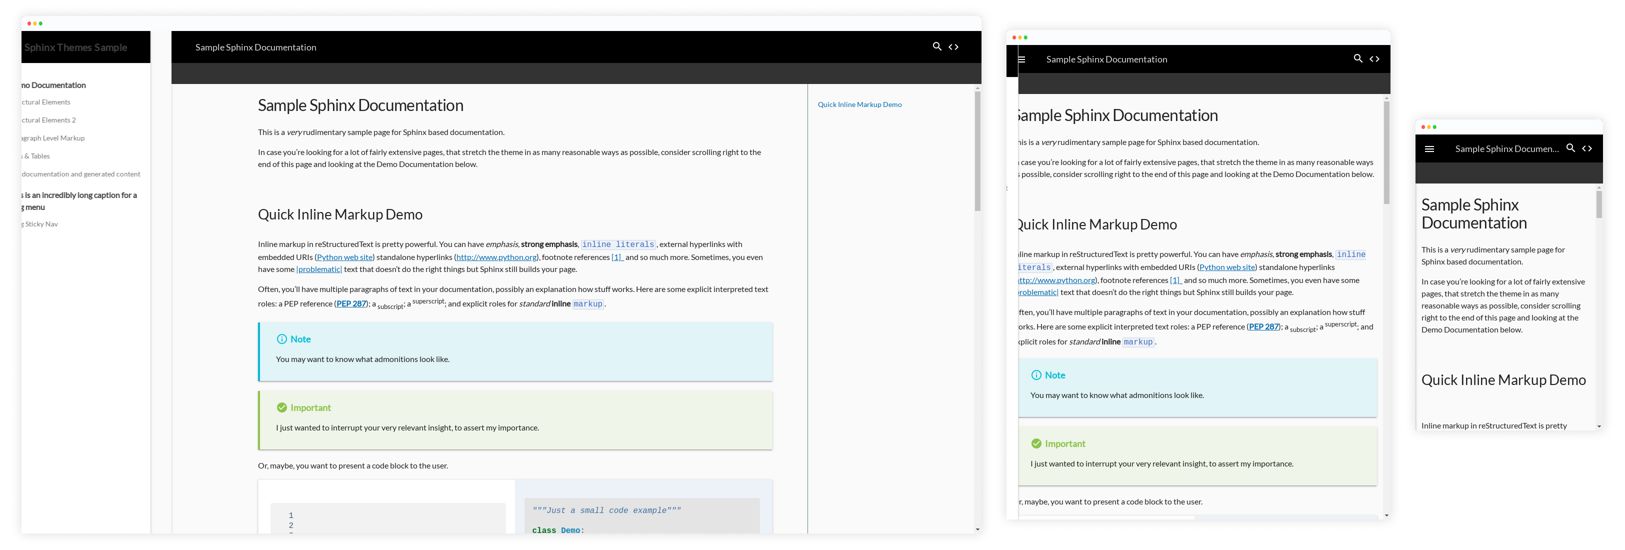 Sphinx Themes Sample
Sample Sphinx Documentation
mo Documentation
ctural Elements
ctural Elements 2
agraph Level Markup
s & Tables
documentation and generated content
s is an incredibly long caption for a
g menu
g Sticky Nav
Sample Sphinx Documentation
This is a very rudimentary sample page for Sphinx based documentation.
In case you're looking for a lot of fairly extensive pages, that stretch the theme in as many reasonable ways as possible, consider scrolling right to the
end of this page and looking at the Demo Documentation below.
Quick Inline Markup Demo
Inline markup in reStructuredText is pretty powerful. You can have emphasis, strong emphasis, inline literals, external hyperlinks with
embedded URIs (Python web site) standalone hyperlinks (http://www.python.org), footnote references [1] and so much more. Sometimes, you even
have some |problematic| text that doesn't do the right things but Sphinx still builds your page.
Often, you'll have multiple paragraphs of text in your documentation, possibly an explanation how stuff works. Here are some explicit interpreted text
roles: a PEP reference (PEP 287); a subscript; a superscript; and explicit roles for standard inline markup.
Note
You may want to know what admonitions look like.
Important
I just wanted to interrupt your very relevant insight, to assert my importance.
Or, maybe, you want to present a code block to the user.
1
2
"""Just a small code example"""
class Demo:
Quick Inline Markup Demo
Sample Sphinx Documentation
Sample Sphinx Documentation
his is a very rudimentary sample page for Sphinx based documentation.
case you're looking for a lot of fairly extensive pages, that stretch the theme in as many reasonable ways
s possible, consider scrolling right to the end of this page and looking at the Demo Documentation below.
Quick Inline Markup Demo
line markup in reStructuredText is pretty powerful. You can have emphasis, strong emphasis, inline
iterals, external hyperlinks with embedded URIs (Python web site) standalone hyperlinks
http://www.python.org), footnote references [1] and so much more. Sometimes, you even have some
problematic| text that doesn't do the right things but Sphinx still builds your page.
ften, you'll have multiple paragraphs of text in your documentation, possibly an explanation how stuff
orks. Here are some explicit interpreted text roles: a PEP reference (PEP 287); a subscript; a superscript; and
xplicit roles for standard inline markup.
Note
You may want to know what admonitions look like.
Important
I just wanted to interrupt your very relevant insight, to assert my importance.
r, maybe, you want to present a code block to the user.
Sample Sphinx Documen...
Sample Sphinx
Documentation
This is a very rudimentary sample page for
Sphinx based documentation.
In case you're looking for a lot of fairly extensive
pages, that stretch the theme in as many
reasonable ways as possible, consider scrolling
right to the end of this page and looking at the
Demo Documentation below.
Quick Inline Markup Demo
Inline markup in reStructuredText is pretty